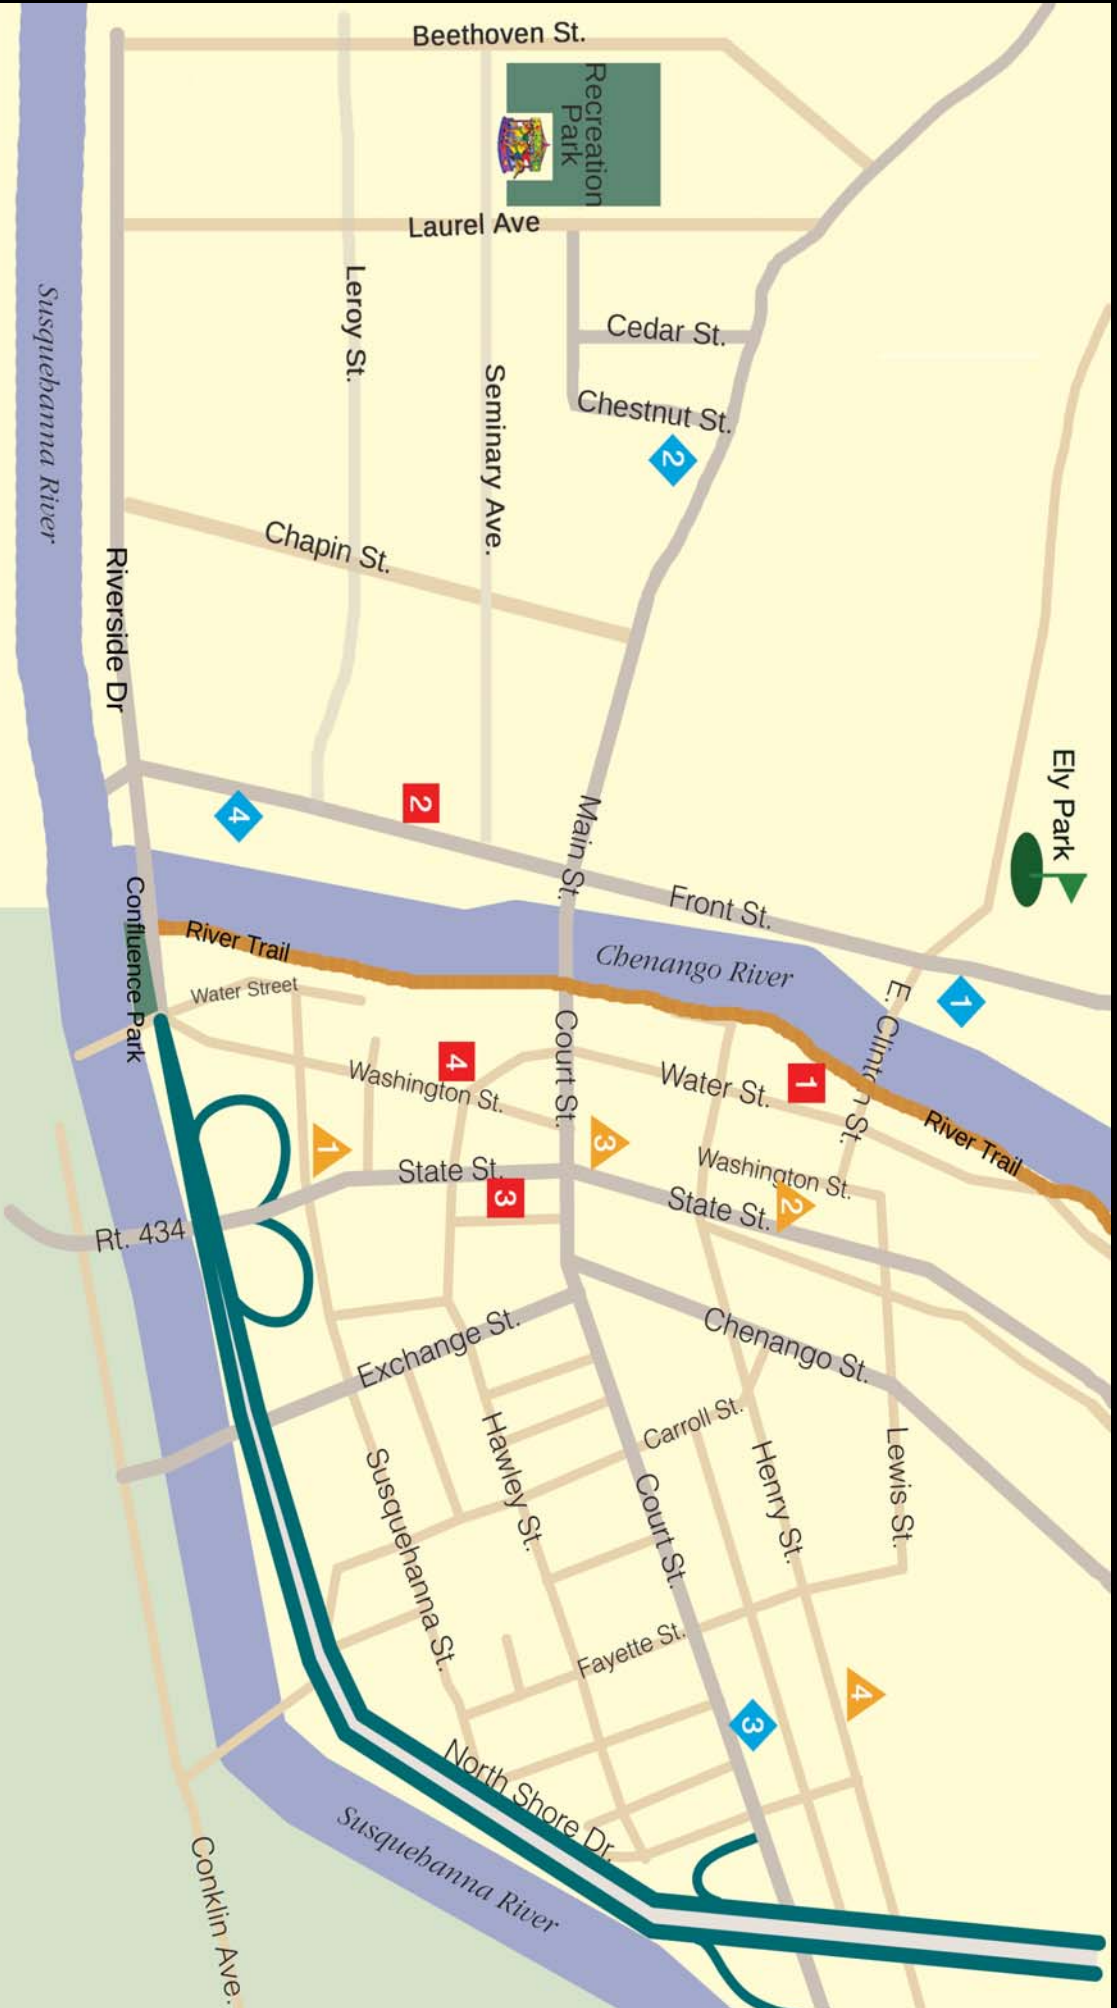 Beethoven St.
Recreation
Park
Laurel Ave
Leroy St.
Cedar St.
Seminary Ave.
Chestnut St.
2
Susquehanna River
Chapin St.
Riverside Dr
Ely Park
2
4
Main St.
Front St.
Confluence Park
River Trail
Chenango River
Water Street
E. Clinton St.
1
Court St.
4
Washington St.
Water St.
1
River Trail
1
3
State St.
3
Washington St.
2
State St.
Rt. 434
Exchange St.
Chenango St.
Carroll St.
Hawley St.
Susquehanna St.
Court St.
Henry St.
Lewis St.
Fayette St.
4
3
North Shore Dr.
Susquehanna River
Conklin Ave.